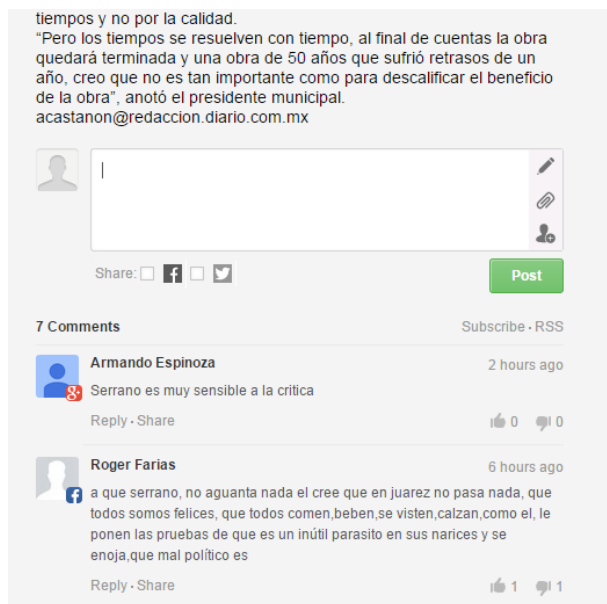 tiempos y no por la calidad.
“Pero los tiempos se resuelven con tiempo, al final de cuentas la obra
quedará terminada y una obra de 50 años que sufrió retrasos de un
año, creo que no es tan importante como para descalificar el beneficio
de la obra”, anotó el presidente municipal.
acastanon@redaccion.diario.com.mx
Share:
Post
7 Comments Subscribe • RSS
Armando Espinoza 2 hours ago
Serrano es muy sensible a la critica
Reply • Share 0 0
Roger Farias 6 hours ago
a que serrano, no aguanta nada el cree que en juarez no pasa nada, que
todos somos felices, que todos comen,beben,se visten,calzan,como el, le
ponen las pruebas de que es un inútil parasito en sus narices y se
enoja,que mal político es
Reply • Share 1 1